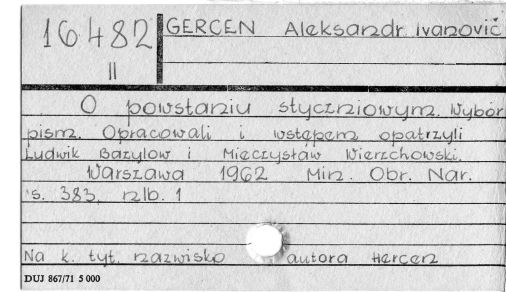 16482
II
GERCEN Aleksandr Ivanovič
O powstaniu styczniowym. Wybór
pism. Opracowali i wstępem opatrzyli
Ludwik Bazylow i Mieczysław Wierzchowski.
Warszawa 1962 Min. Obr. Nar.
s. 383, nlb. 1
Na k. tyt. nazwisko autora Hercen
DUJ 867/71 5 000